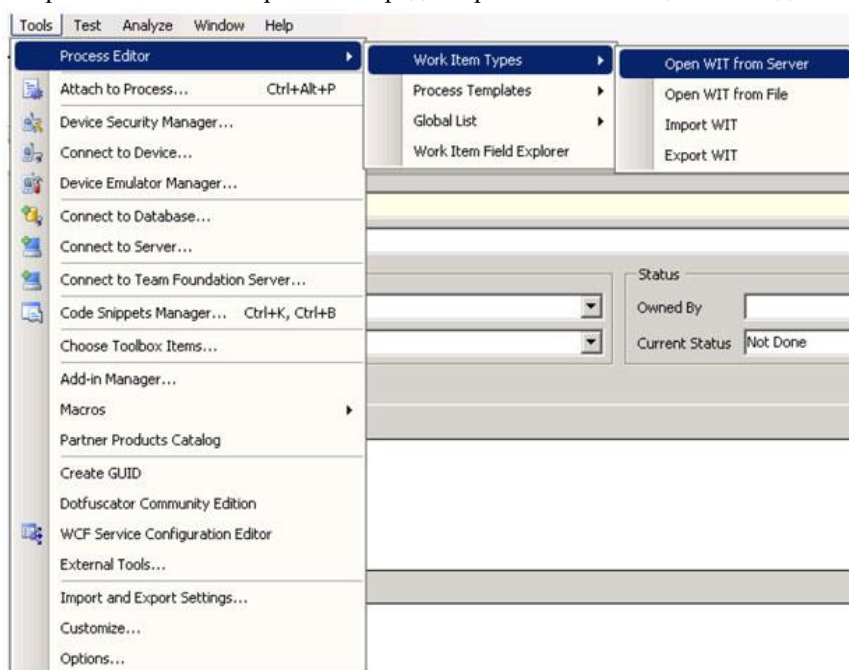 Tools Test Analyze Window Help
Process Editor
Attach to Process... Ctrl+Alt+P
Device Security Manager...
Connect to Device...
Device Emulator Manager...
Connect to Database...
Connect to Server...
Connect to Team Foundation Server...
Code Snippets Manager... Ctrl+K, Ctrl+B
Choose Toolbox Items...
Add-in Manager...
Macros
Partner Products Catalog
Create GUID
Dotfuscator Community Edition
WCF Service Configuration Editor
External Tools...
Import and Export Settings...
Customize...
Options...
Work Item Types
Process Templates
Global List
Work Item Field Explorer
Open WIT from Server
Open WIT from File
Import WIT
Export WIT
Status
Owned By
Current Status Not Done